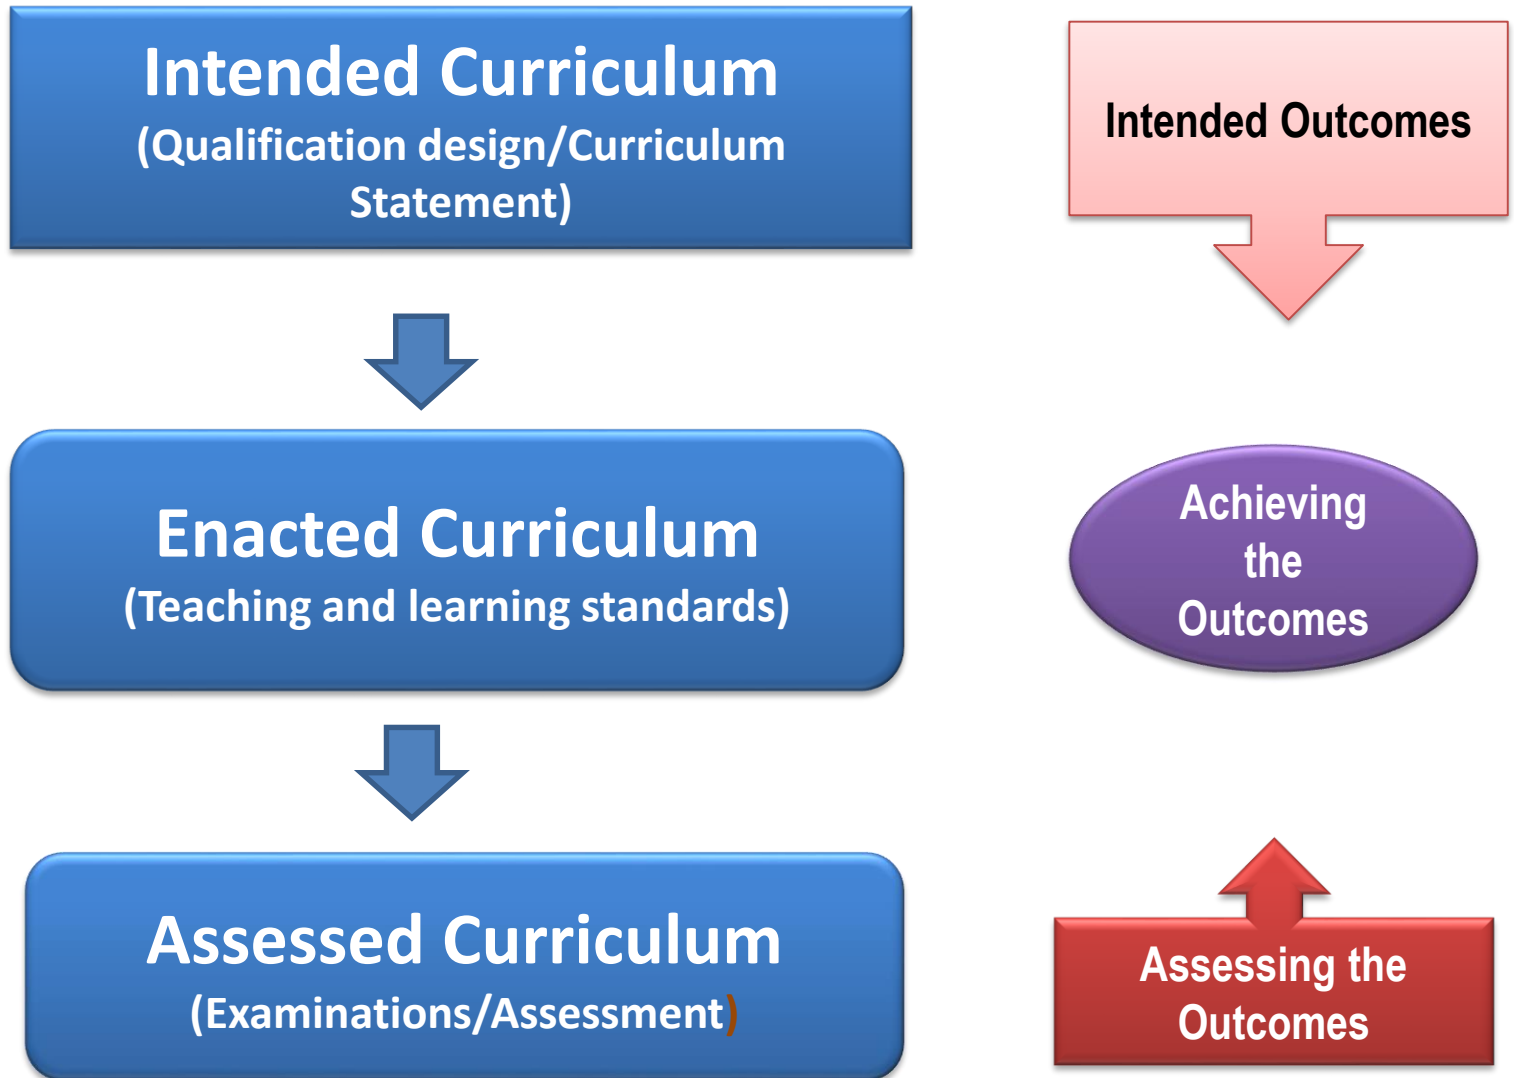 Intended Curriculum
(Qualification design/Curriculum
Statement)
Intended Outcomes
Enacted Curriculum
(Teaching and learning standards)
Achieving
the
Outcomes
Assessed Curriculum
(Examinations/Assessment)
Assessing the
Outcomes